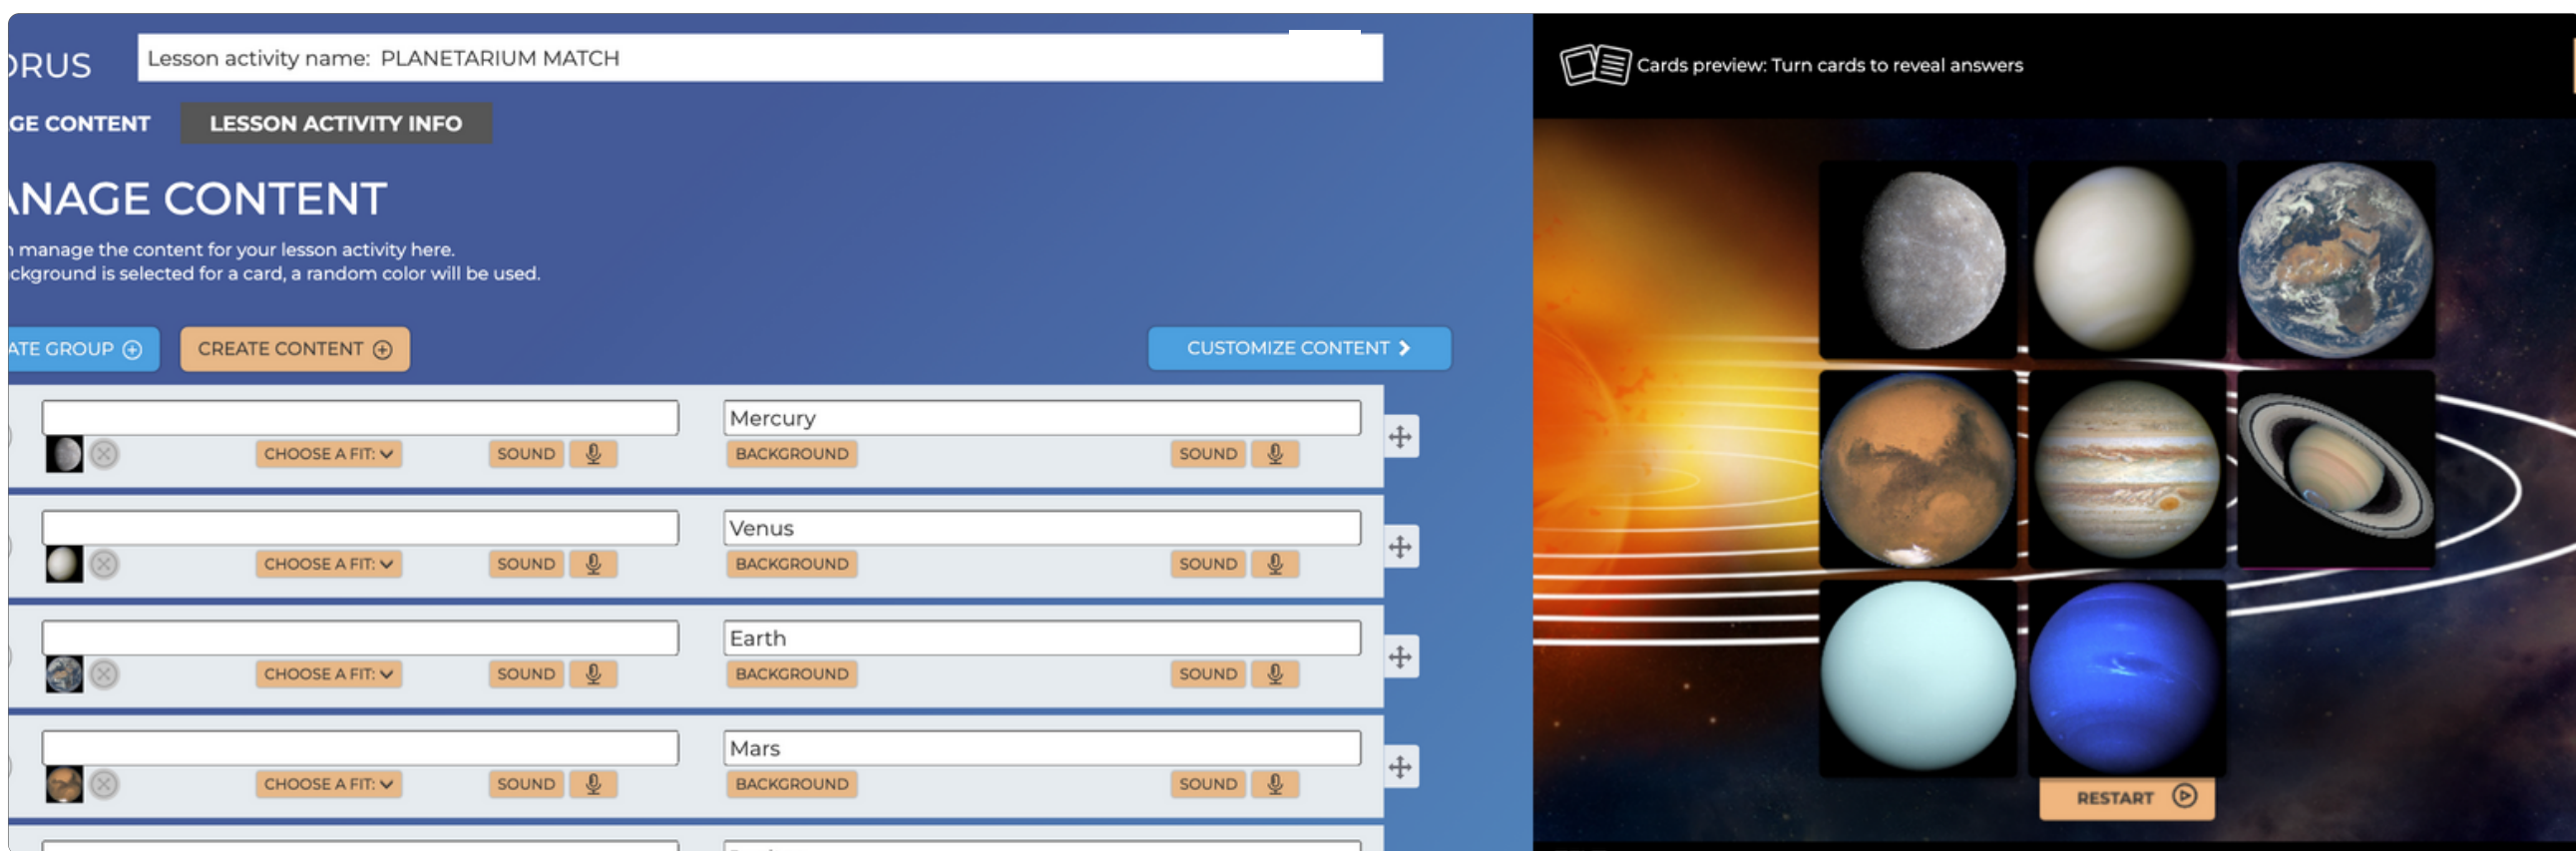 ORUS
Lesson activity name: PLANETARIUM MATCH
GE CONTENT
LESSON ACTIVITY INFO
ANAGE CONTENT
manage the content for your lesson activity here.
ckground is selected for a card, a random color will be used.
ATE GROUP
CREATE CONTENT
CUSTOMIZE CONTENT
Mercury
CHOOSE A FIT: SOUND BACKGROUND SOUND
Venus
CHOOSE A FIT: SOUND BACKGROUND SOUND
Earth
CHOOSE A FIT: SOUND BACKGROUND SOUND
Mars
CHOOSE A FIT: SOUND BACKGROUND SOUND
Cards preview: Turn cards to reveal answers
RESTART